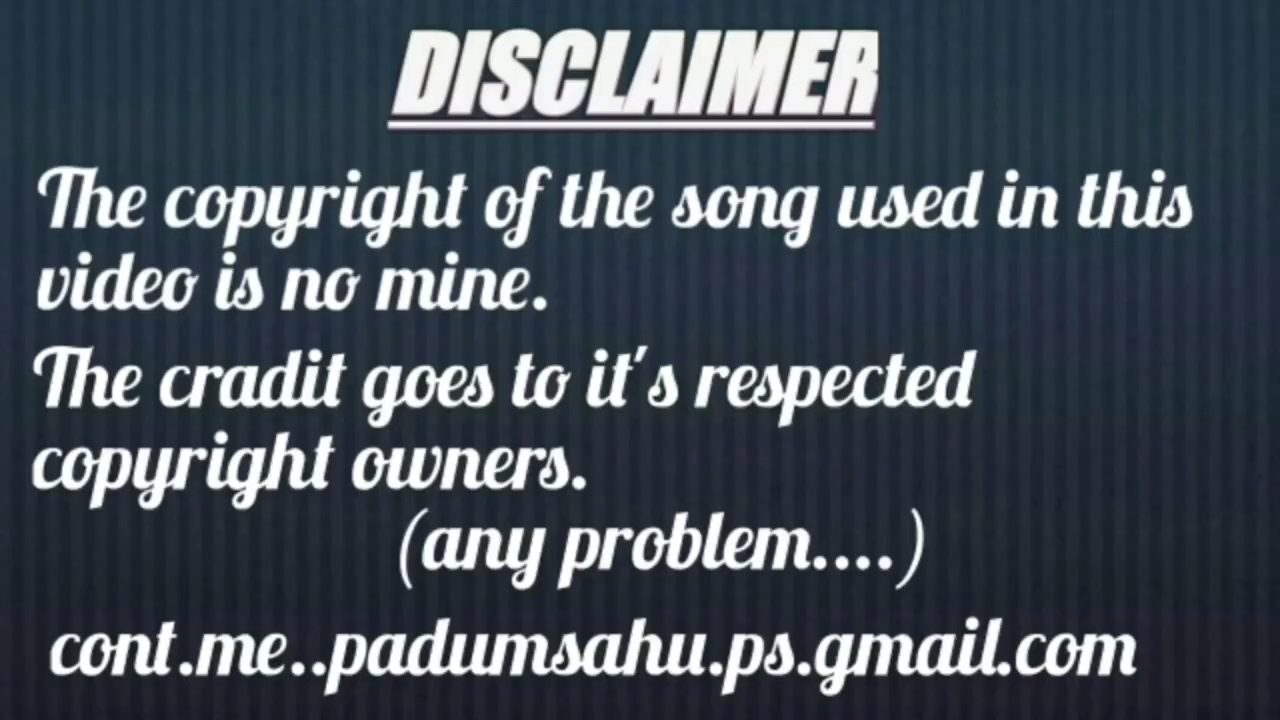 DISCLAIMER
The copyright of the song used in this
video is no mine.
The cradit goes to it's respected
copyright owners.
(any problem....)
cont.me..padumsahu.ps.gmail.com